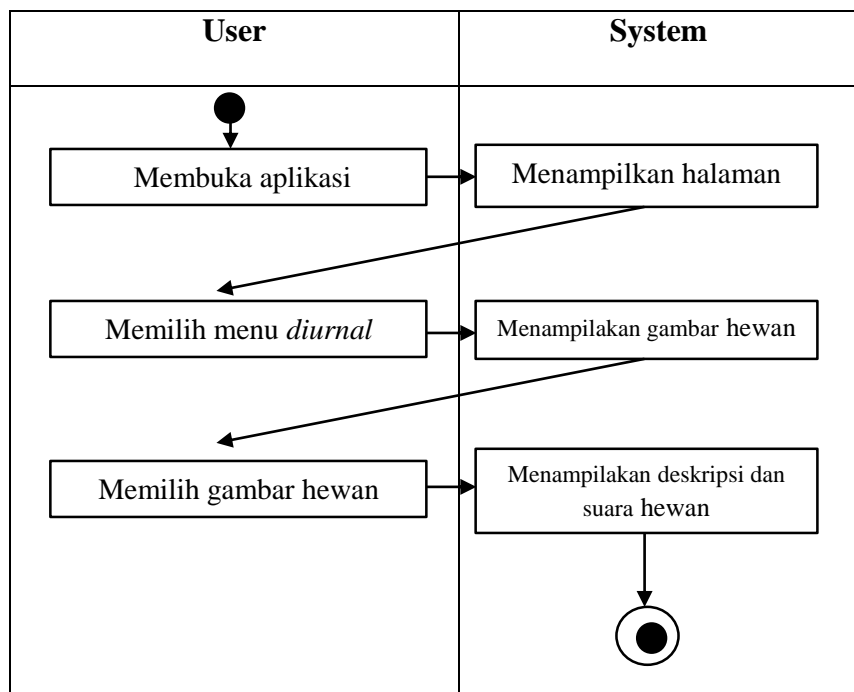 User
System
Membuka aplikasi
Menampilkan halaman
Memilih menu diurnal
Menampilakan gambar hewan
Memilih gambar hewan
Menampilakan deskripsi dan
suara hewan